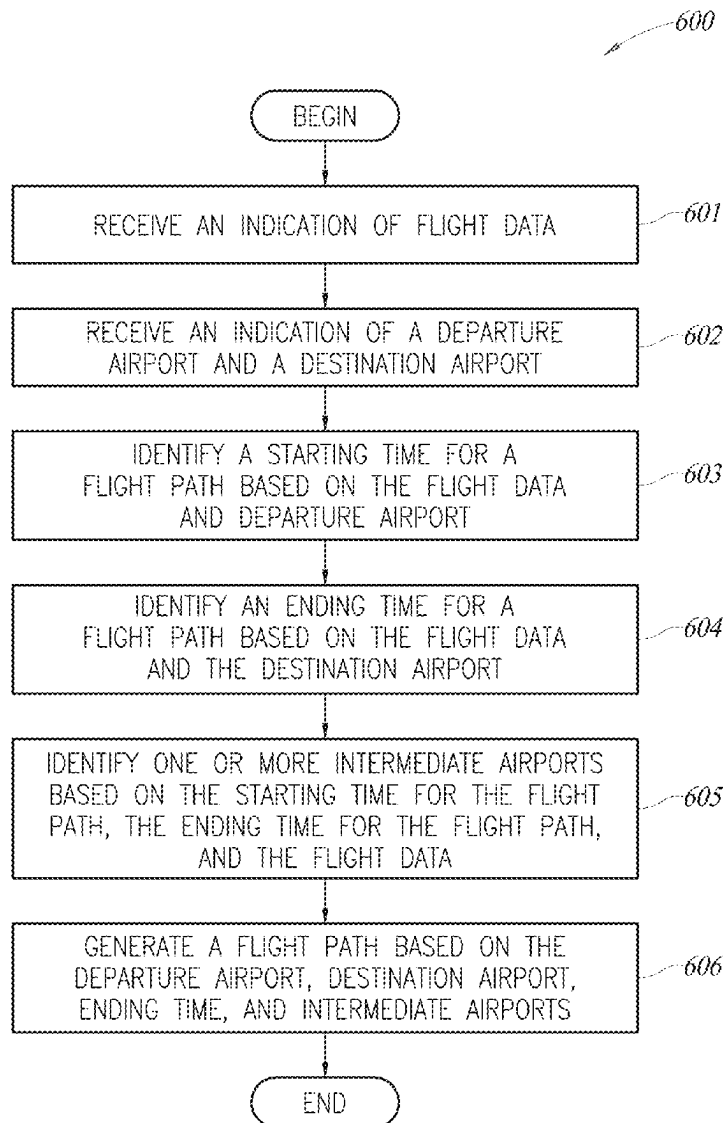 600
BEGIN
RECEIVE AN INDICATION OF FLIGHT DATA
601
RECEIVE AN INDICATION OF A DEPARTURE
AIRPORT AND A DESTINATION AIRPORT
602
IDENTIFY A STARTING TIME FOR A
FLIGHT PATH BASED ON THE FLIGHT DATA
AND DEPARTURE AIRPORT
603
IDENTIFY AN ENDING TIME FOR A
FLIGHT PATH BASED ON THE FLIGHT DATA
AND THE DESTINATION AIRPORT
604
IDENTIFY ONE OR MORE INTERMEDIATE AIRPORTS
BASED ON THE STARTING TIME FOR THE FLIGHT
PATH, THE ENDING TIME FOR THE FLIGHT PATH,
AND THE FLIGHT DATA
605
GENERATE A FLIGHT PATH BASED ON THE
DEPARTURE AIRPORT, DESTINATION AIRPORT,
ENDING TIME, AND INTERMEDIATE AIRPORTS
606
END